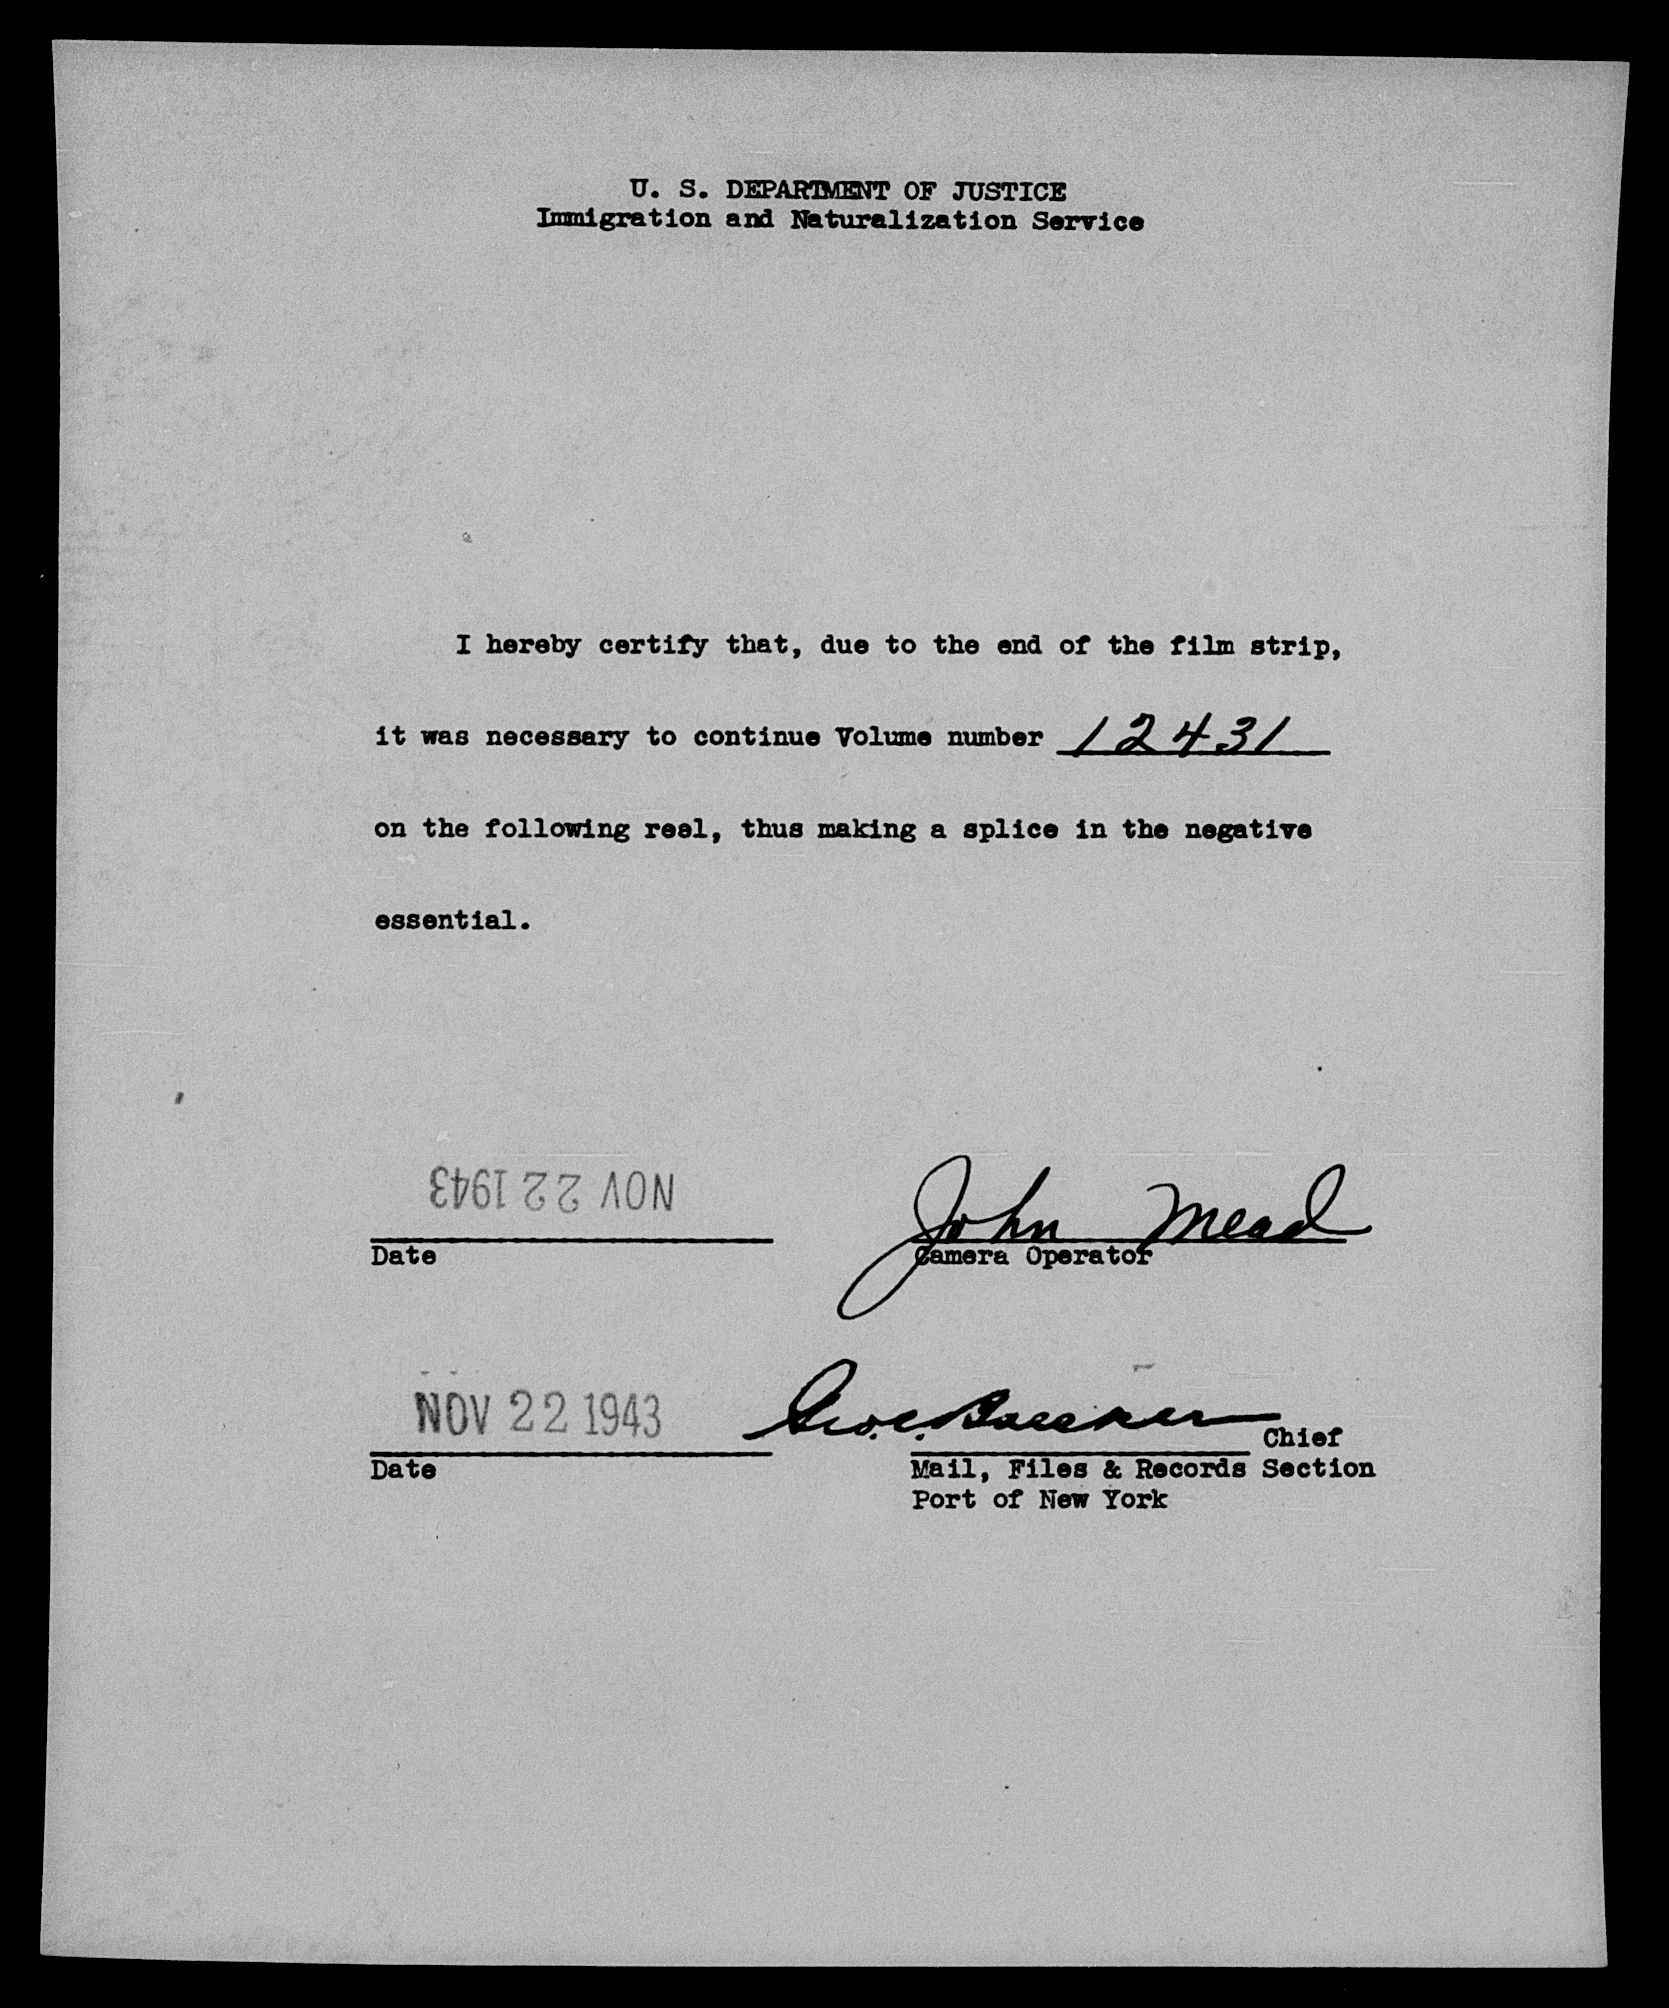 U. S. DEPARTMENT OF JUSTICE
Immigration and Naturalization Service
I hereby certify that, due to the end of the film strip,
it was necessary to continue Volume number 12431
on the following reel, thus making a splice in the negative
essential.
NOV 22 1943
John Mead
Date
Camera Operator
NOV 22 1943
Geo. C.
Chief
Date
Mail, Files & Records Section
Port of New York